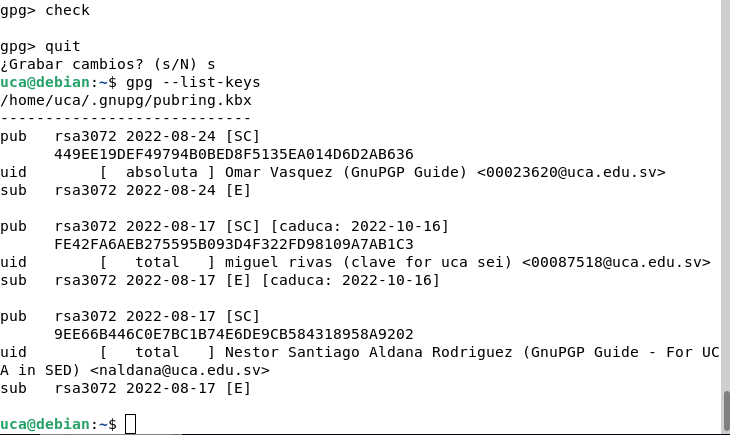 gpg> check
gpg> quit
¿Grabar cambios? (s/N) s
uca@debian:~$ gpg --list-keys
/home/uca/.gnupg/pubring.kbx
----------------------------
pub   rsa3072 2022-08-24 [SC]
      449EE19DEF49794B0BED8F5135EA014D6D2AB636
uid        [  absoluta ] Omar Vasquez (GnuPGP Guide) <00023620@uca.edu.sv>
sub   rsa3072 2022-08-24 [E]
pub   rsa3072 2022-08-17 [SC] [caduca: 2022-10-16]
      FE42FA6AEB275595B093D4F322FD98109A7AB1C3
uid        [   total   ] miguel rivas (clave for uca sei) <00087518@uca.edu.sv>
sub   rsa3072 2022-08-17 [E] [caduca: 2022-10-16]
pub   rsa3072 2022-08-17 [SC]
      9EE66B446C0E7BC1B74E6DE9CB584318958A9202
uid        [   total   ] Nestor Santiago Aldana Rodriguez (GnuPGP Guide - For UC
A in SED) <naldana@uca.edu.sv>
sub   rsa3072 2022-08-17 [E]
uca@debian:~$